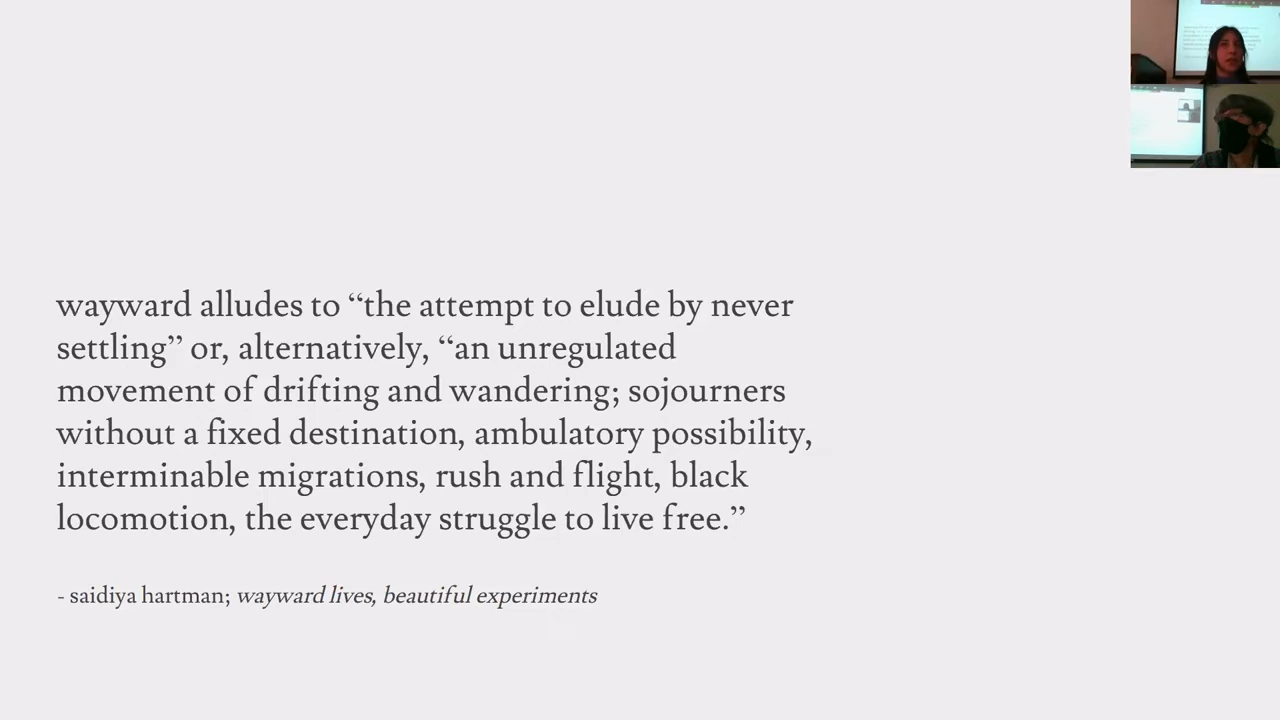 wayward alludes to “the attempt to elude by never
settling” or, alternatively, “an unregulated
movement of drifting and wandering; sojourners
without a fixed destination, ambulatory possibility,
interminable migrations, rush and flight, black
locomotion, the everyday struggle to live free.”
- saidiya hartman; wayward lives, beautiful experiments